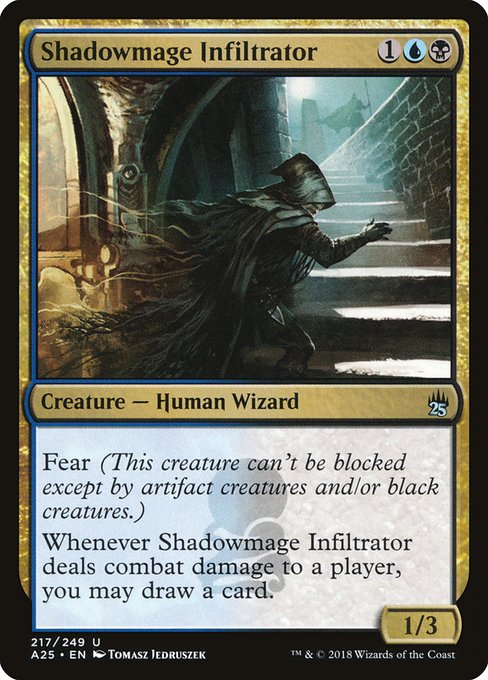 Shadowmage Infiltrator 1
Creature — Human Wizard
25
Fear (This creature can't be blocked
except by artifact creatures and/or black
creatures.)
Whenever Shadowmage Infiltrator
deals combat damage to a player,
you may draw a card.
1/3
217/249 U
A25 • EN Tomasz Jedruszek
™ & © 2018 Wizards of the Coast